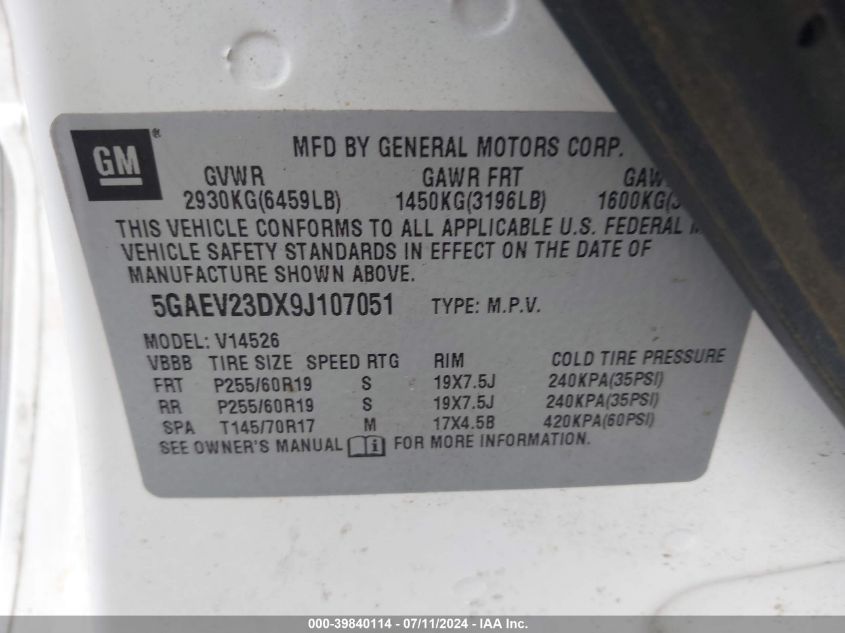 GM ®
MFD BY GENERAL MOTORS CORP.
GVWR GAWR FRT
2930KG(6459LB) 1450KG(3196LB) 1600KG(
THIS VEHICLE CONFORMS TO ALL APPLICABLE U.S. FEDERAL
VEHICLE SAFETY STANDARDS IN EFFECT ON THE DATE OF
MANUFACTURE SHOWN ABOVE.
5GAEV23DX9J107051 TYPE: M.P.V.
MODEL: V14526
VBBB TIRE SIZE SPEED RTG RIM COLD TIRE PRESSURE
FRT P255/60R19 S 19X7.5J 240KPA(35PSI)
RR P255/60R19 S 19X7.5J 240KPA(35PSI)
SPA T145/70R17 M 17X4.5B 420KPA(60PSI)
SEE OWNER'S MANUAL FOR MORE INFORMATION.
000-39840114 - 07/11/2024 - IAAI Inc.